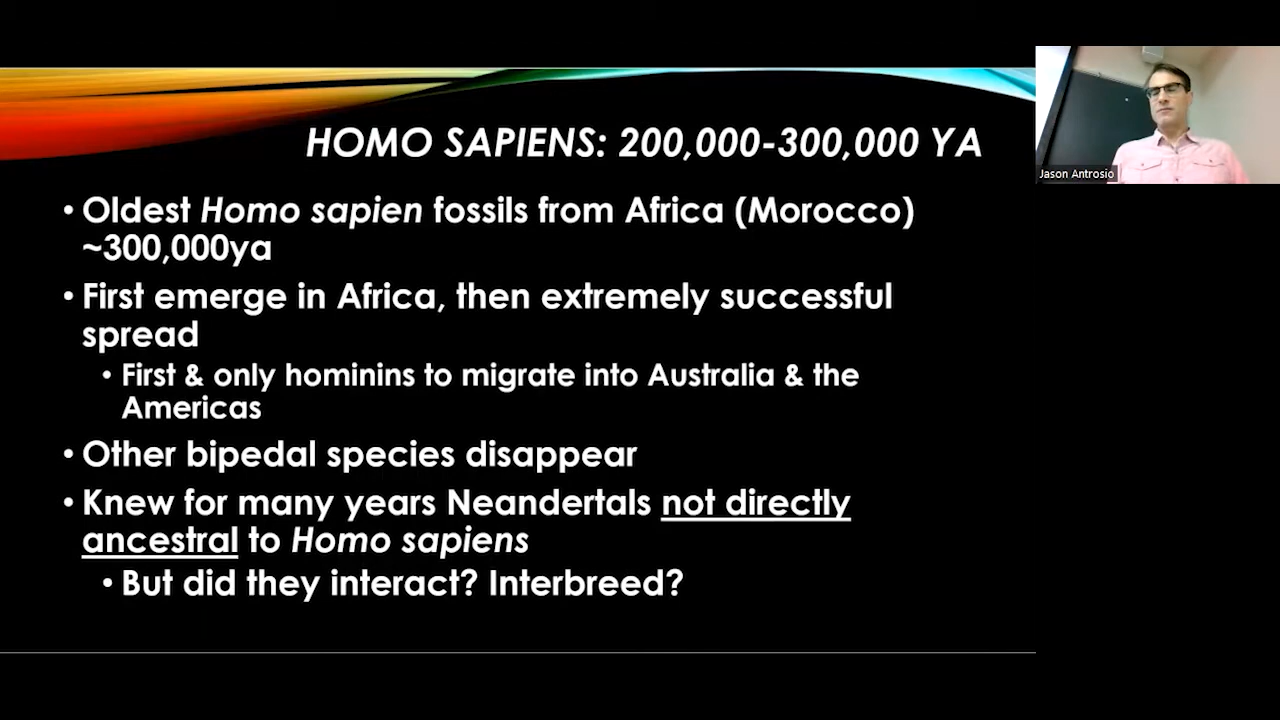 HOMO SAPIENS: 200,000-300,000 YA
• Oldest Homo sapien fossils from Africa (Morocco)
~300,000ya
• First emerge in Africa, then extremely successful
spread
• First & only hominins to migrate into Australia & the
Americas
• Other bipedal species disappear
• Knew for many years Neandertals not directly
ancestral to Homo sapiens
• But did they interact? Interbreed?
Jason Antrosio